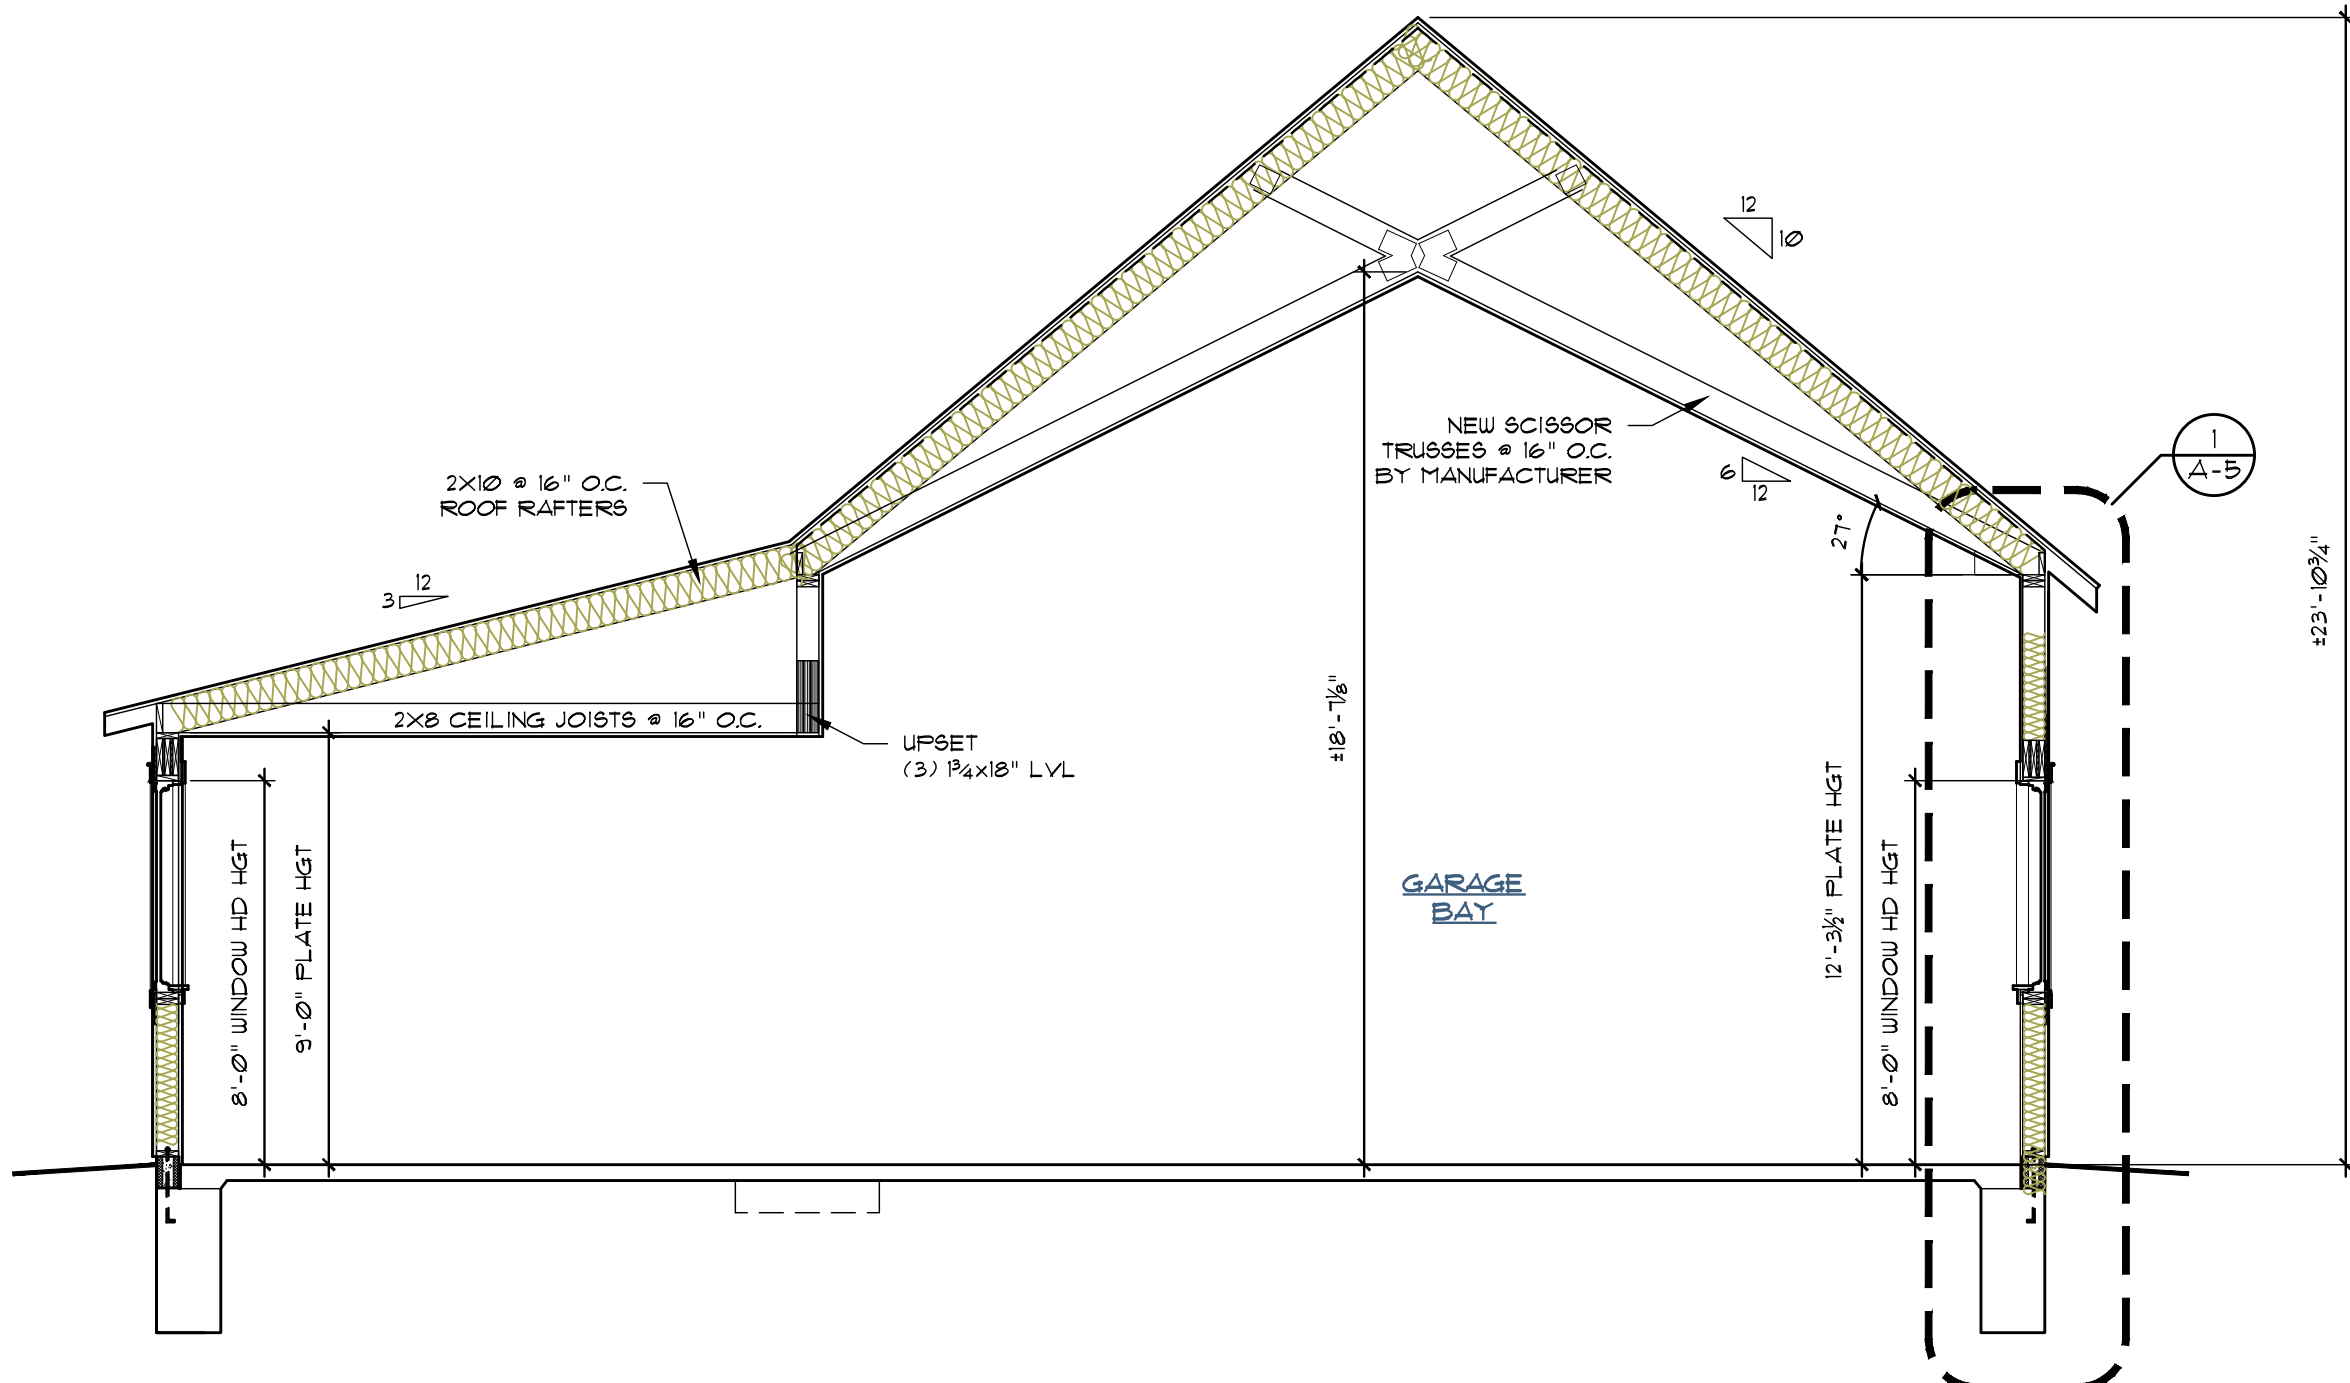 12
10
NEW SCISSOR
TRUSSES @ 16" O.C.
BY MANUFACTURER
6
12
1
A-5
2X10 @ 16" O.C.
ROOF RAFTERS
12
3
27°
±23'-10¾"
2X8 CEILING JOISTS @ 16" O.C.
UPSET
(3) 1¾x18" LVL
±18'-7⅛"
8'-0" WINDOW HD HGT
9'-0" PLATE HGT
GARAGE
BAY
12'-3½" PLATE HGT
8'-0" WINDOW HD HGT